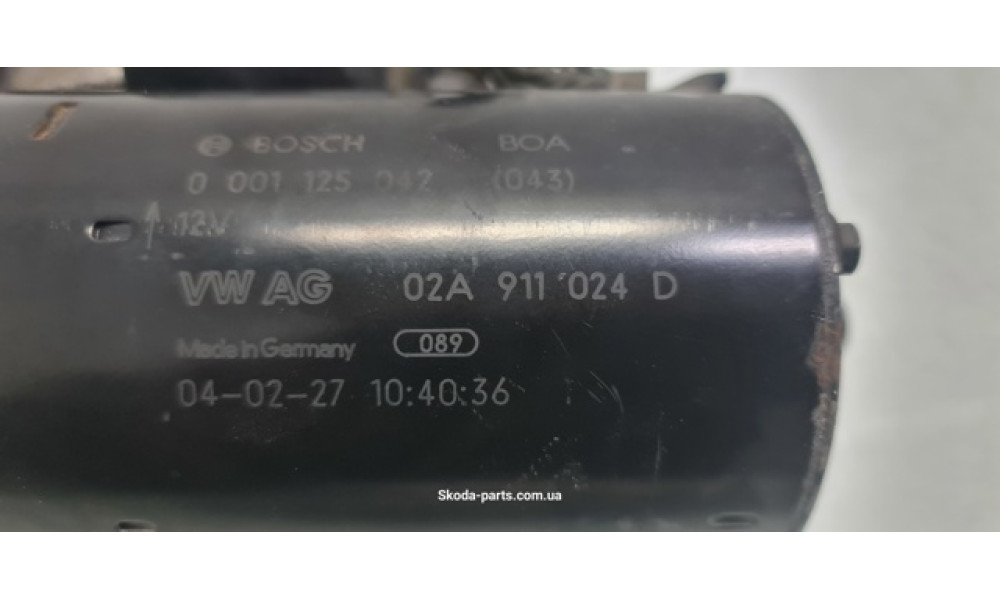 BOSCH BOA
0 001 125 042 (043)
12V
VW AG 02A 911 024 D
Made in Germany 089
04-02-27 10:40:36
Skoda-parts.com.ua